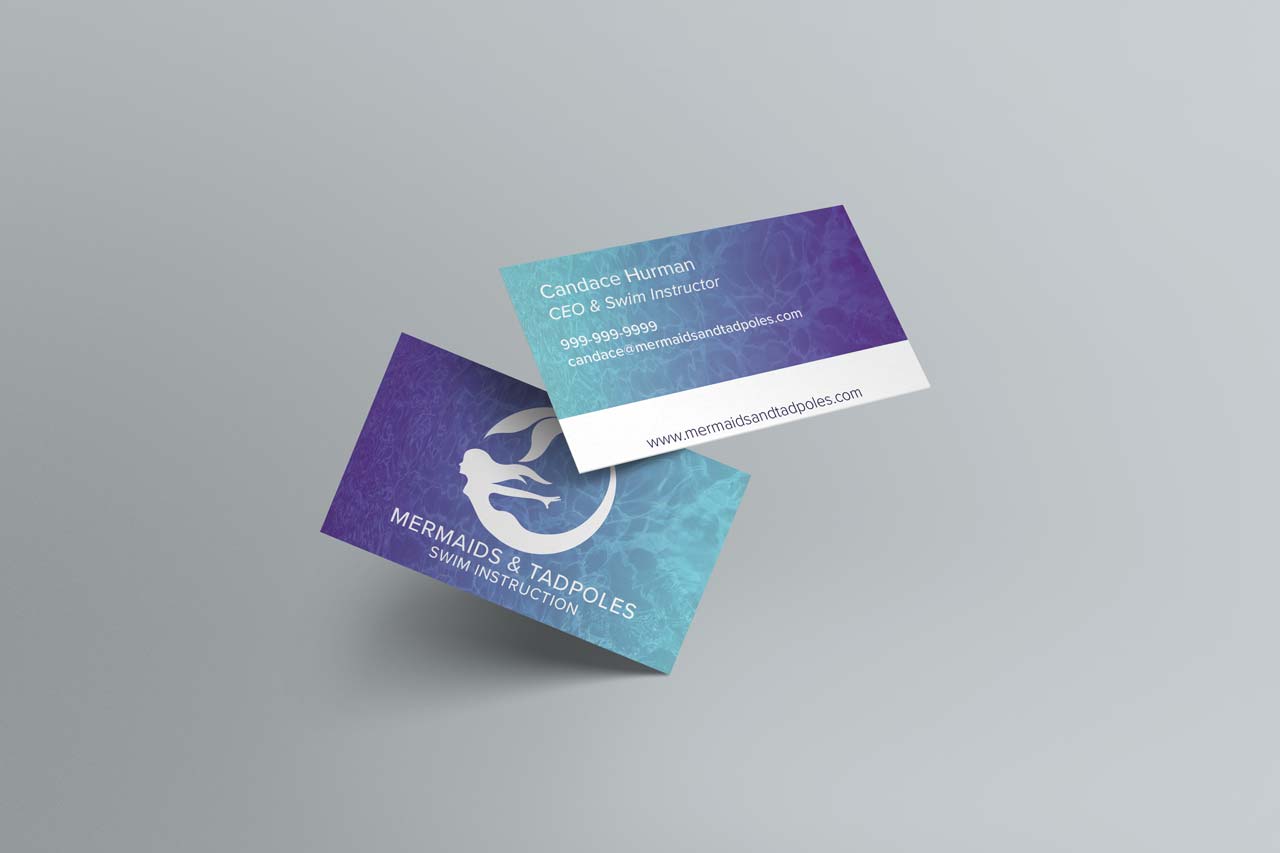 Candace Hurman
CEO & Swim Instructor
999-999-9999
candace@mermaidsandtadpoles.com
www.mermaidsandtadpoles.com
MERMAIDS & TADPOLES
SWIM INSTRUCTION